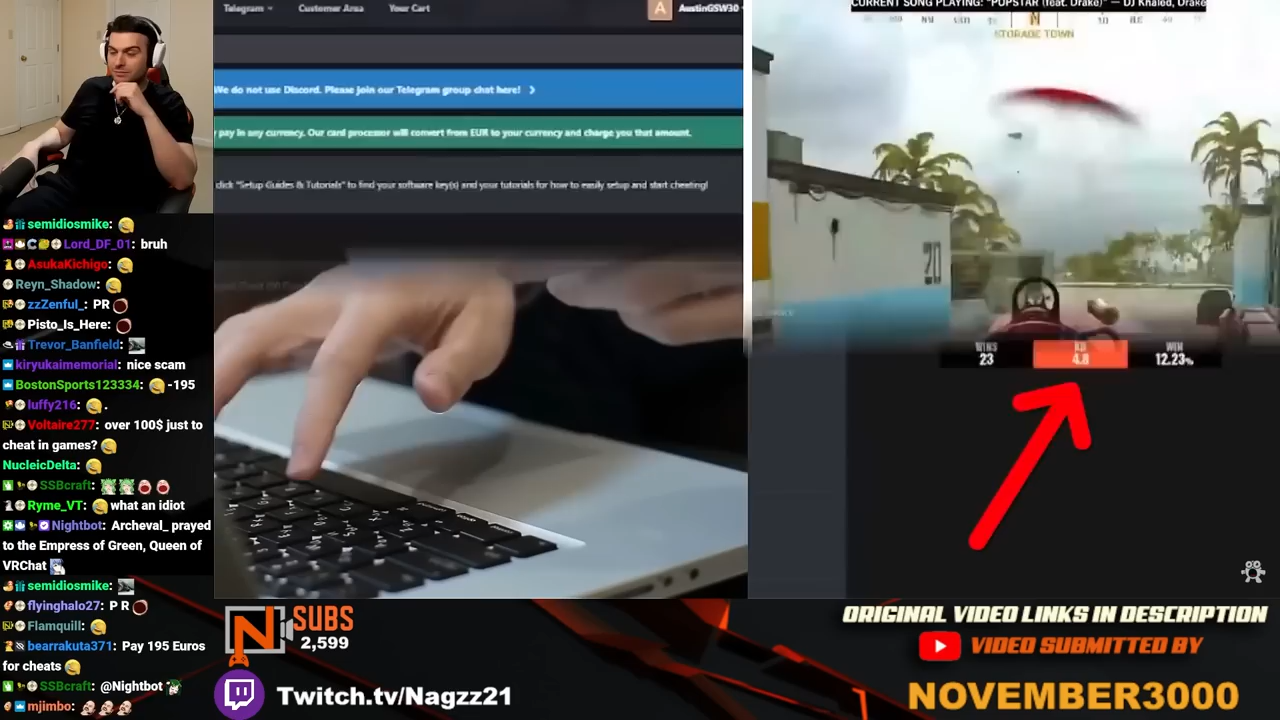 Telegram
Customer Area
Your Cart
A
AustinGSW30
We do not use Discord. Please join our Telegram group chat here!
pay in any currency. Our card processor will convert from EUR to your currency and charge you that amount.
click "Setup Guides & Tutorials" to find your software key(s) and your tutorials for how to easily setup and start cheating!
CURRENT SONG PLAYING: "POPSTAR (feat. Drake)" — DJ Khaled, Drake
N
STORAGE TOWN
20
WINS
23
KD
4.8
WIN
12.23%
semidiosmike:
Lord_DF_01: bruh
AsukaKichigo:
Reyn_Shadow:
zzZenful_: PR
Pisto_Is_Here:
Trevor_Banfield:
kiryukaimemorial: nice scam
BostonSports123334: -195
luffy216: .
Voltaire277: over 100$ just to
cheat in games?
NucleicDelta:
SSBcraft:
Ryme_VT: what an idiot
Nightbot: Archeval_ prayed
to the Empress of Green, Queen of
VRChat
semidiosmike:
flyinghalo27: P R
Flamquill:
bearrakuta371: Pay 195 Euros
for cheats
SSBcraft: @Nightbot
mjimbo:
N
SUBS
2,599
Twitch.tv/Nagzz21
ORIGINAL VIDEO LINKS IN DESCRIPTION
VIDEO SUBMITTED BY
NOVEMBER3000